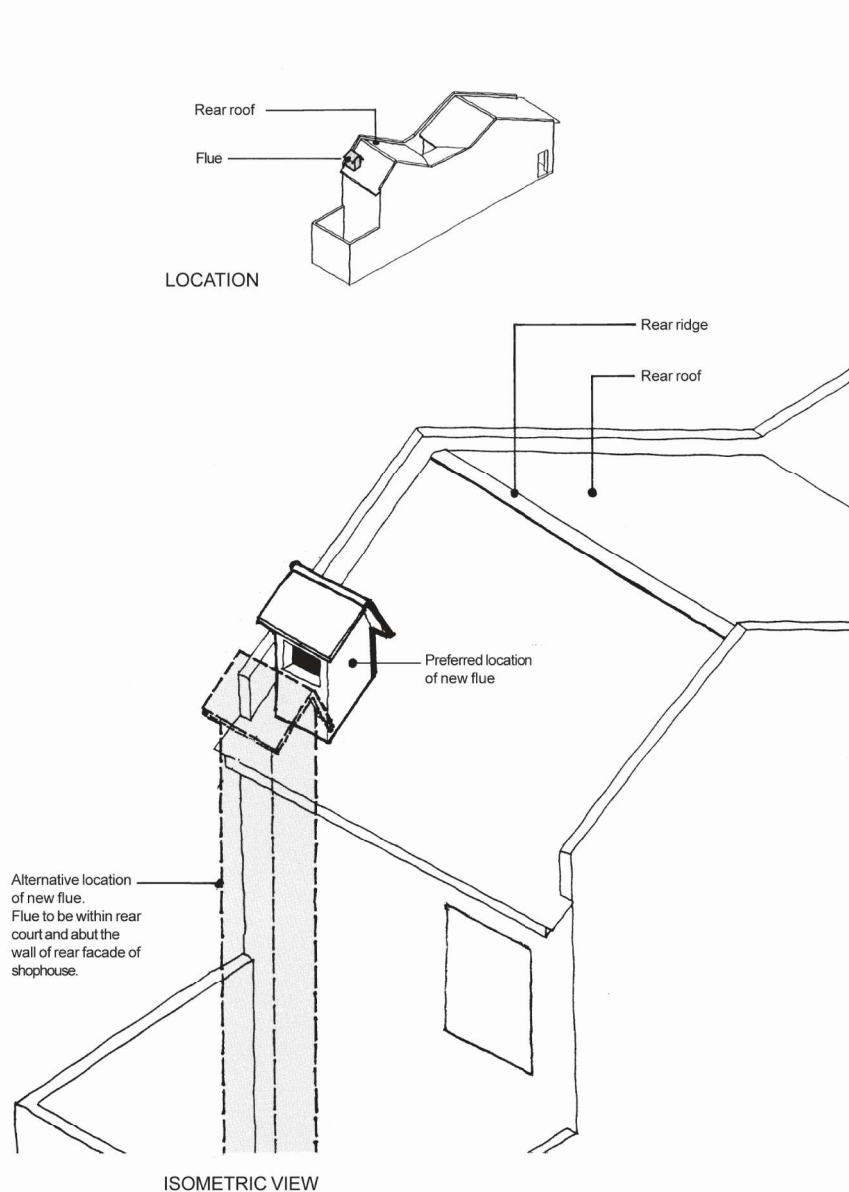 Rear roof
Flue
LOCATION
Rear ridge
Rear roof
Preferred location
of new flue
Alternative location
of new flue.
Flue to be within rear
court and abut the
wall of rear facade of
shophouse.
ISOMETRIC VIEW